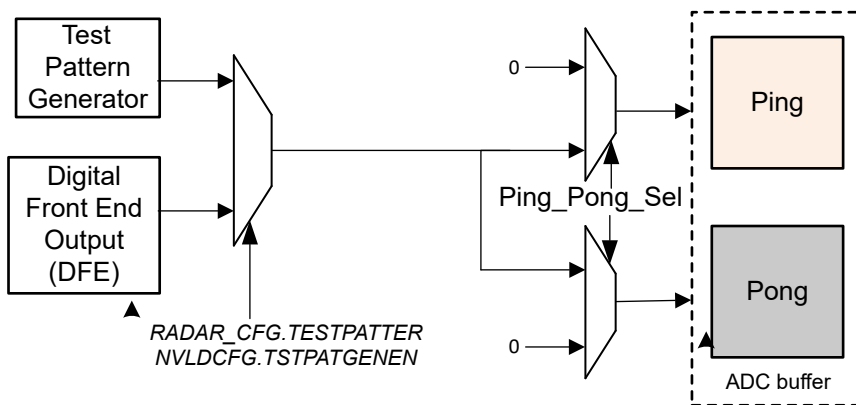 Test
Pattern
Generator
Digital
Front End
Output
(DFE)
RADAR_CFG.TESTPATTER
NVLDCFG.TSTPATGENEN
0
Ping_Pong_Sel
0
Ping
Pong
ADC buffer